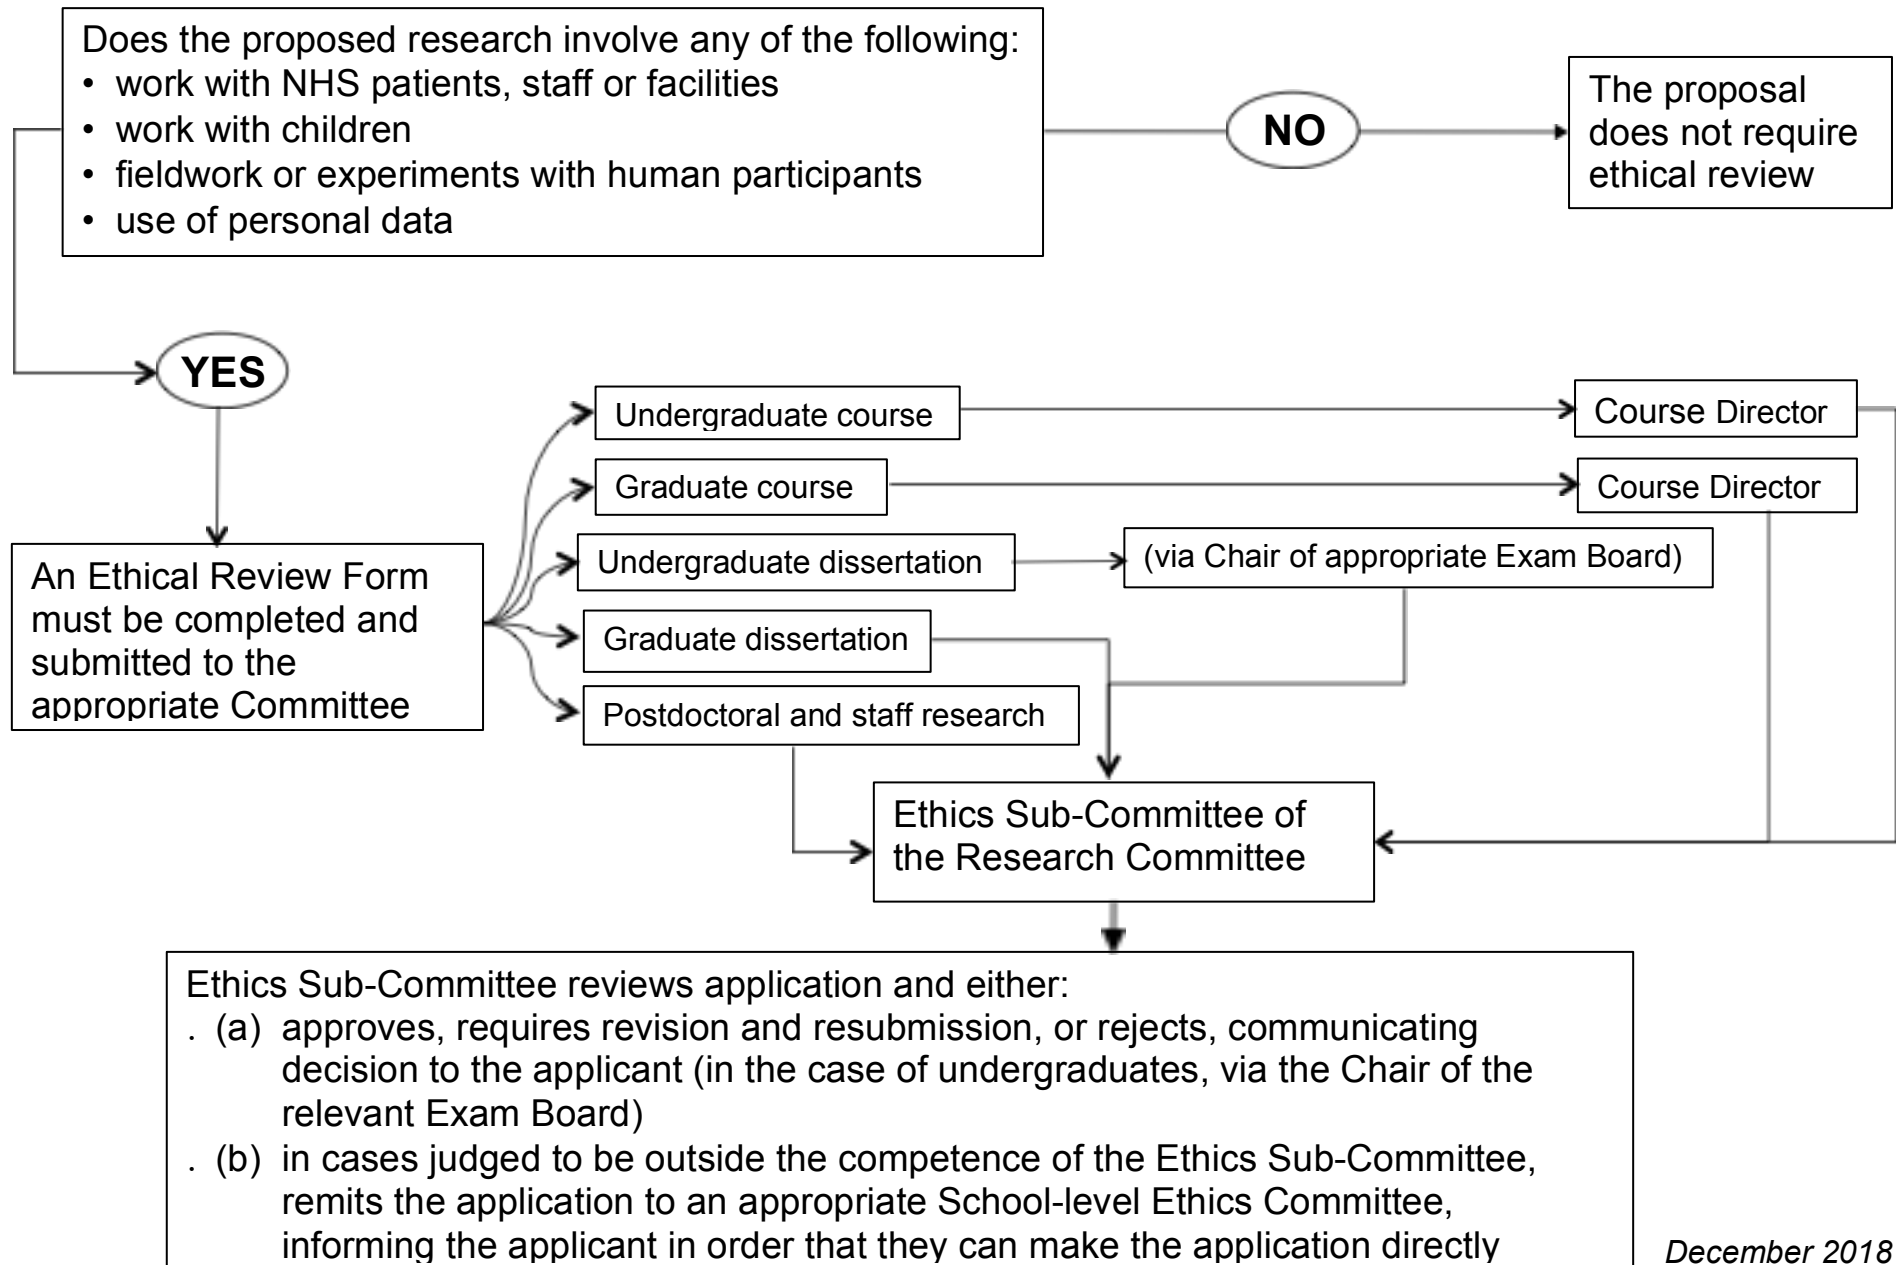 Does the proposed research involve any of the following:
• work with NHS patients, staff or facilities
• work with children
• fieldwork or experiments with human participants
• use of personal data
NO
The proposal
does not require
ethical review
YES
An Ethical Review Form
must be completed and
submitted to the
appropriate Committee
Undergraduate course
Course Director
Graduate course
Course Director
Undergraduate dissertation
(via Chair of appropriate Exam Board)
Graduate dissertation
Postdoctoral and staff research
Ethics Sub-Committee of
the Research Committee
Ethics Sub-Committee reviews application and either:
. (a) approves, requires revision and resubmission, or rejects, communicating
decision to the applicant (in the case of undergraduates, via the Chair of the
relevant Exam Board)
. (b) in cases judged to be outside the competence of the Ethics Sub-Committee,
remits the application to an appropriate School-level Ethics Committee,
informing the applicant in order that they can make the application directly
December 2018